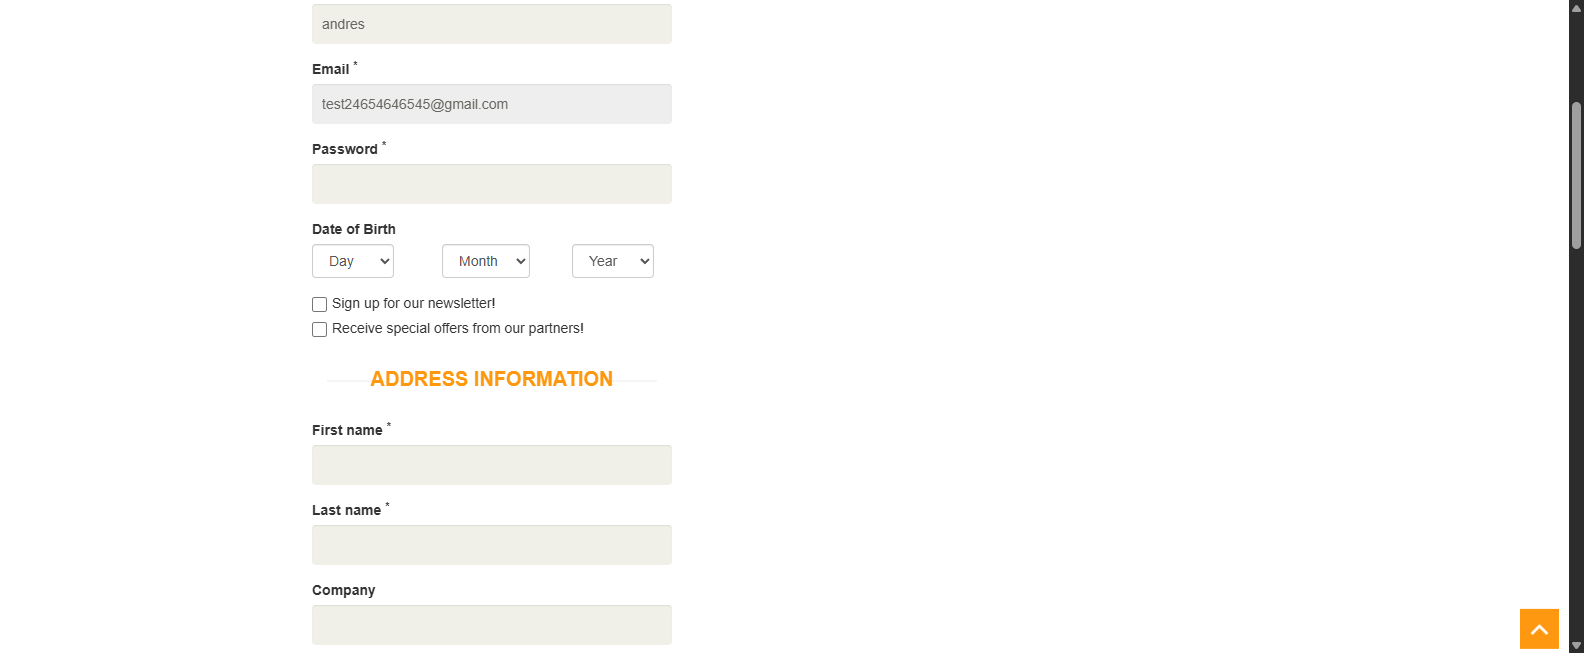 andres
Email *
test24654646545@gmail.com
Password *
Date of Birth
Day Month Year
Sign up for our newsletter!
Receive special offers from our partners!
ADDRESS INFORMATION
First name *
Last name *
Company